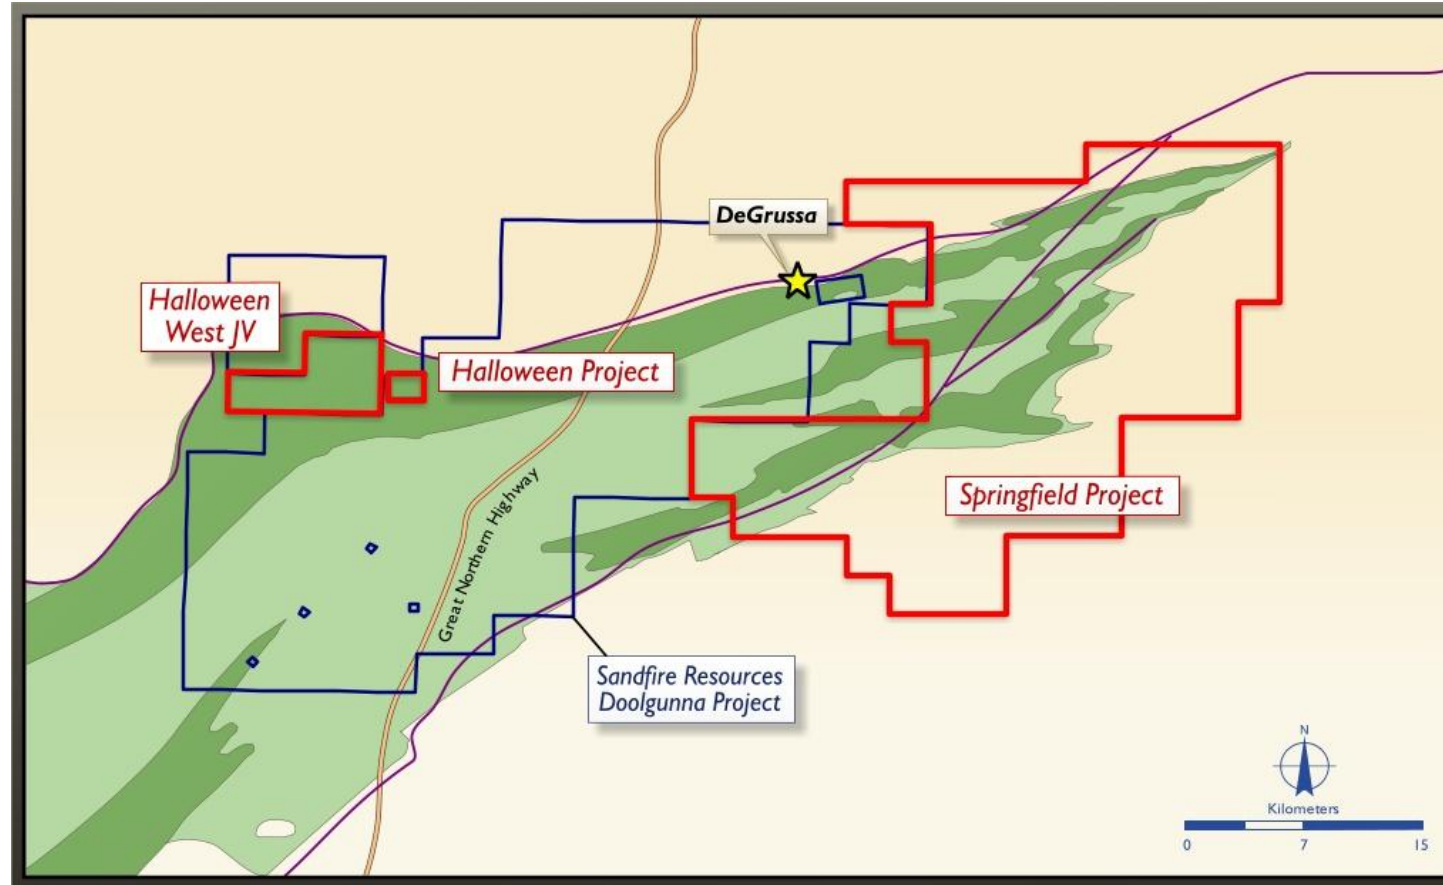 DeGrussa
Halloween
West JV
Halloween Project
Springfield Project
Great Northern Highway
Sandfire Resources
Doolgunna Project
N
Kilometers
0 7 15